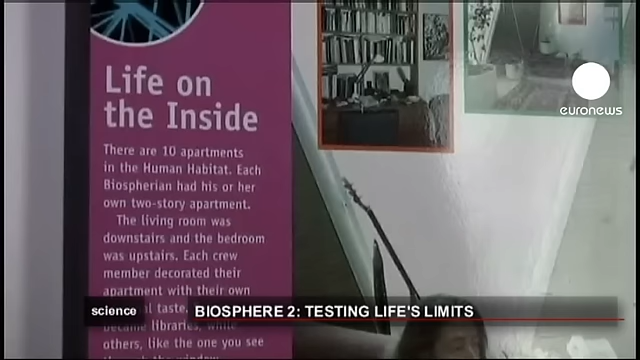 Life on
the Inside
There are 10 apartments
in the Human Habitat. Each
Biospherian had his or her
own two-story apartment.
The living room was
downstairs and the bedroom
was upstairs. Each crew
member decorated their
apartment with their own
taste.
became libraries, while
others, like the one you see
window
euronews
science
BIOSPHERE 2: TESTING LIFE'S LIMITS